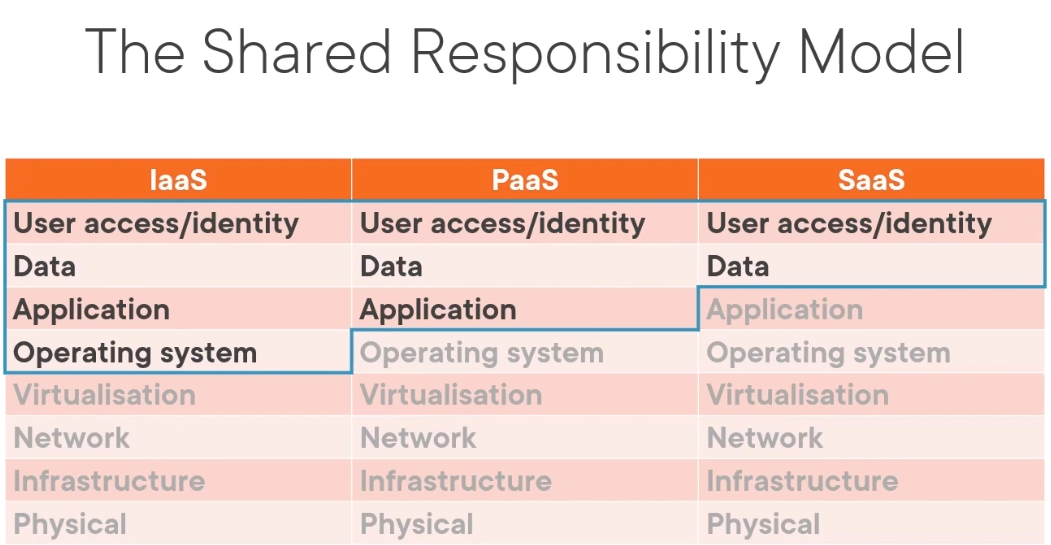 The Shared Responsibility Model
IaaS PaaS SaaS
User access/identity User access/identity User access/identity
Data Data Data
Application Application Application
Operating system Operating system Operating system
Virtualisation Virtualisation Virtualisation
Network Network Network
Infrastructure Infrastructure Infrastructure
Physical Physical Physical